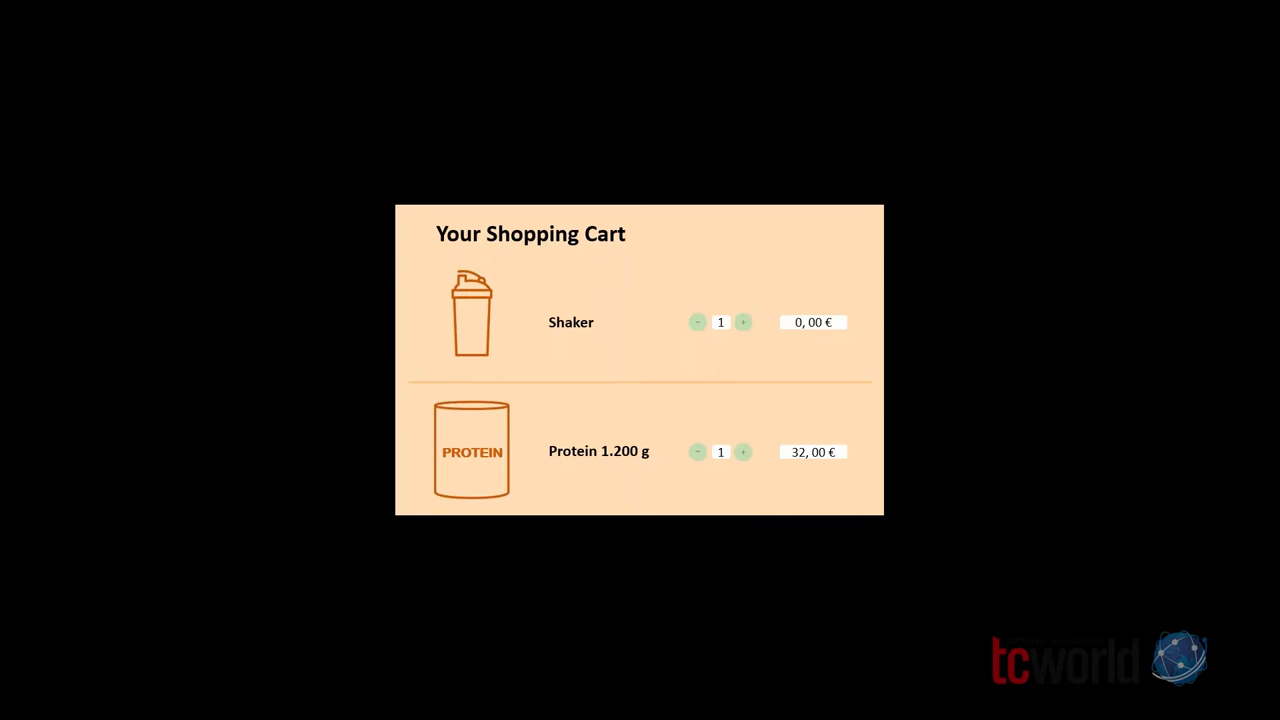 Your Shopping Cart
Shaker − 1 + 0, 00 €
PROTEIN Protein 1.200 g − 1 + 32, 00 €
tcworld